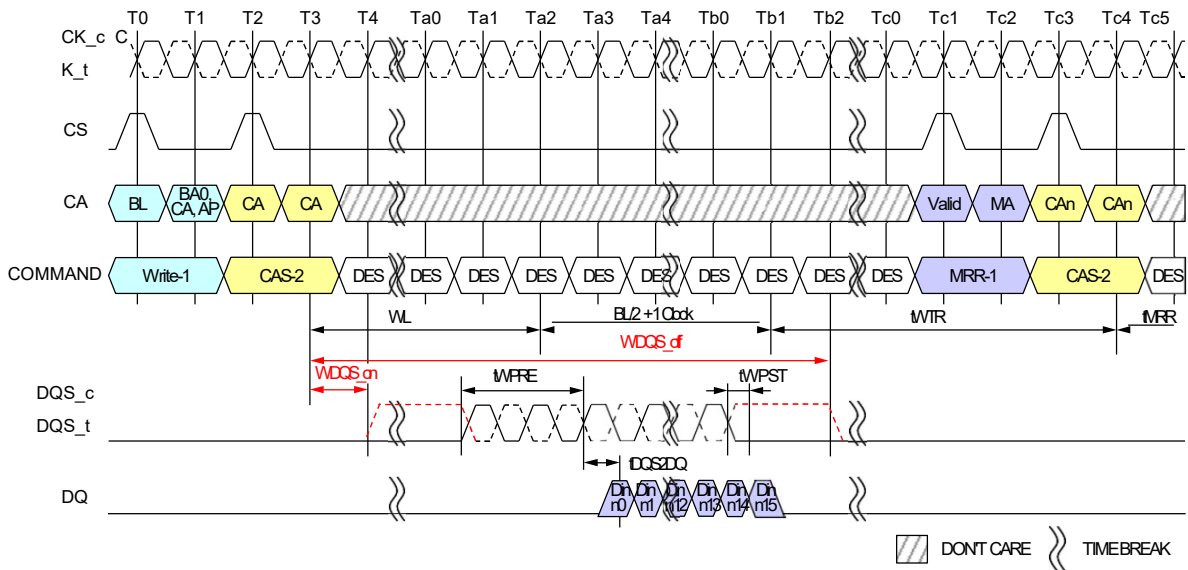 T0 T1 T2 T3 T4 Ta0 Ta1 Ta2 Ta3 Ta4 Tb0 Tb1 Tb2 Tc0 Tc1 Tc2 Tc3 Tc4 Tc5
CK_c C
K_t
CS
CA BL BA0, CA, AP CA CA Valid MA CAn CAn
COMMAND Write-1 CAS-2 DES DES DES DES DES DES DES DES DES DES MRR-1 CAS-2 DES
WL BL/2 +1 Clock tWTR tMRR
WDQS_off
WDQS_on tWPRE tWPST
DQS_c
DQS_t
tDQS2DQ
DQ Din n0 Din n1 Din n12 Din n13 Din n14 Din n15
DON'T CARE TIME BREAK